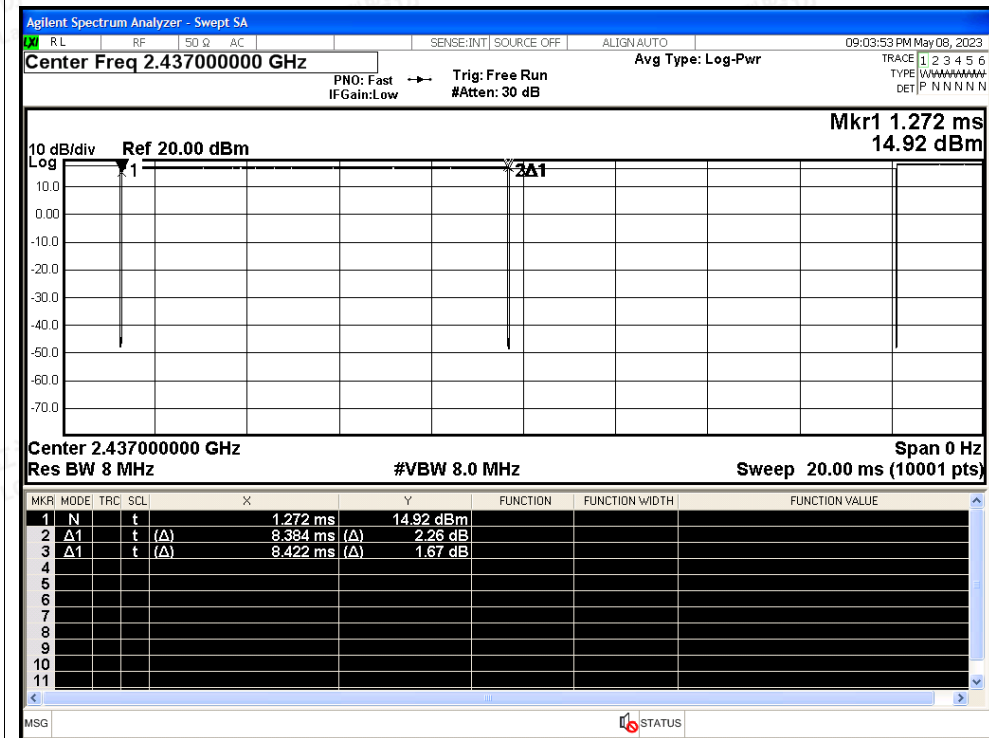 Agilent Spectrum Analyzer - Swept SA
LXI RL RF 50 Ω AC SENSE:INT SOURCE OFF ALIGN AUTO 09:03:53 PM May 08, 2023
Center Freq 2.437000000 GHz Avg Type: Log-Pwr TRACE 1 2 3 4 5 6
PNO: Fast Trig: Free Run TYPE
IFGain:Low #Atten: 30 dB DET P N N N N N
Mkr1 1.272 ms
10 dB/div Ref 20.00 dBm 14.92 dBm
Log
1 2Δ1
10.0
0.00
-10.0
-20.0
-30.0
-40.0
-50.0
-60.0
-70.0
Center 2.437000000 GHz Span 0 Hz
Res BW 8 MHz #VBW 8.0 MHz Sweep 20.00 ms (10001 pts)
MKR MODE TRC SCL X Y FUNCTION FUNCTION WIDTH FUNCTION VALUE
1 N t 1.272 ms 14.92 dBm
2 Δ1 t (Δ) 8.384 ms (Δ) 2.26 dB
3 Δ1 t (Δ) 8.422 ms (Δ) 1.67 dB
4
5
6
7
8
9
10
11
MSG STATUS